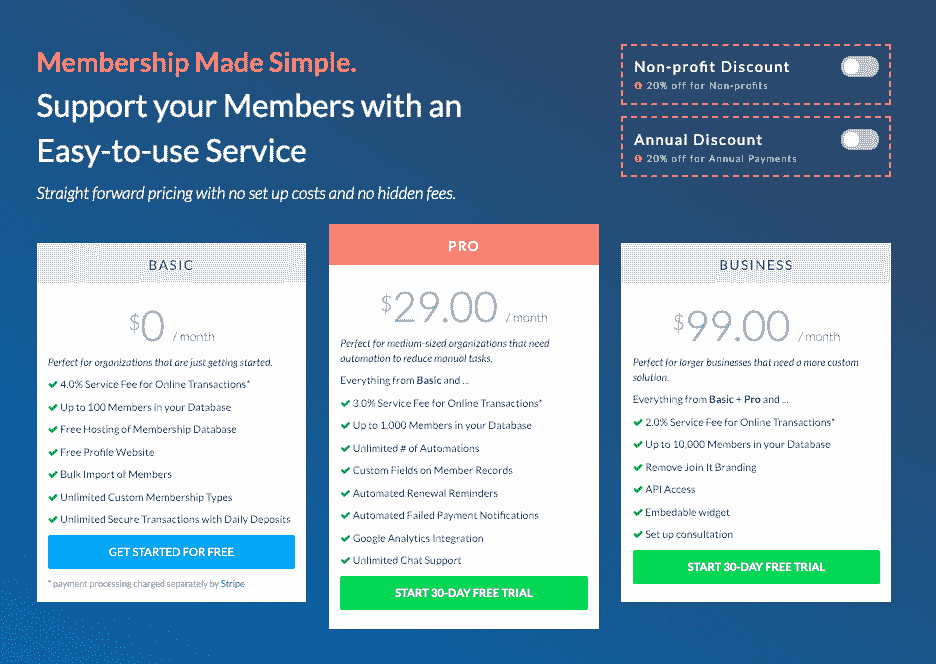 Membership Made Simple.
Support your Members with an
Easy-to-use Service
Straight forward pricing with no set up costs and no hidden fees.
Non-profit Discount
20% off for Non-profits
Annual Discount
20% off for Annual Payments
BASIC
$0 / month
Perfect for organizations that are just getting started.
4.0% Service Fee for Online Transactions*
Up to 100 Members in your Database
Free Hosting of Membership Database
Free Profile Website
Bulk Import of Members
Unlimited Custom Membership Types
Unlimited Secure Transactions with Daily Deposits
GET STARTED FOR FREE
* payment processing charged separately by Stripe
PRO
$29.00 / month
Perfect for medium-sized organizations that need
automation to reduce manual tasks.
Everything from Basic and ...
3.0% Service Fee for Online Transactions*
Up to 1,000 Members in your Database
Unlimited # of Automations
Custom Fields on Member Records
Automated Renewal Reminders
Automated Failed Payment Notifications
Google Analytics Integration
Unlimited Chat Support
START 30-DAY FREE TRIAL
BUSINESS
$99.00 / month
Perfect for larger businesses that need a more custom
solution.
Everything from Basic + Pro and ...
2.0% Service Fee for Online Transactions*
Up to 10,000 Members in your Database
Remove Join It Branding
API Access
Embedable widget
Set up consultation
START 30-DAY FREE TRIAL